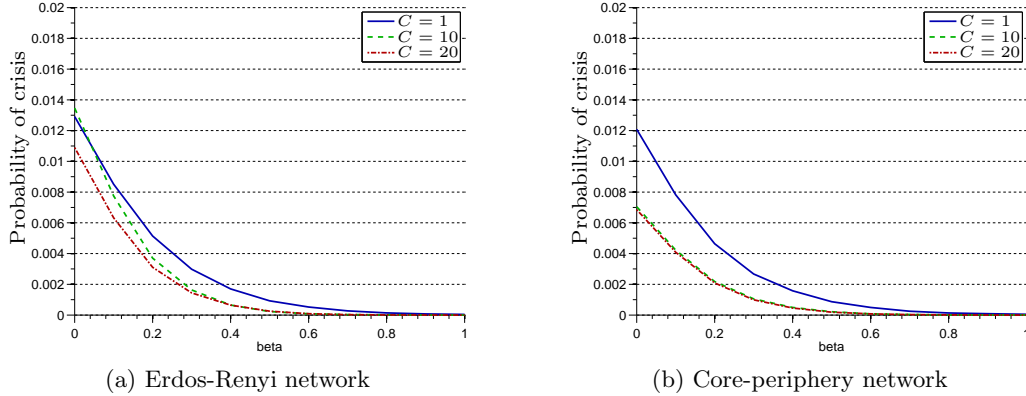 0.02
0.018
0.016
0.014
0.012
0.01
0.008
0.006
0.004
0.002
0
Probability of crisis
C = 1
C = 10
C = 20
0 0.2 0.4 0.6 0.8 1
beta
(a) Erdos-Renyi network
0.02
0.018
0.016
0.014
0.012
0.01
0.008
0.006
0.004
0.002
0
Probability of crisis
C = 1
C = 10
C = 20
0 0.2 0.4 0.6 0.8 1
beta
(b) Core-periphery network